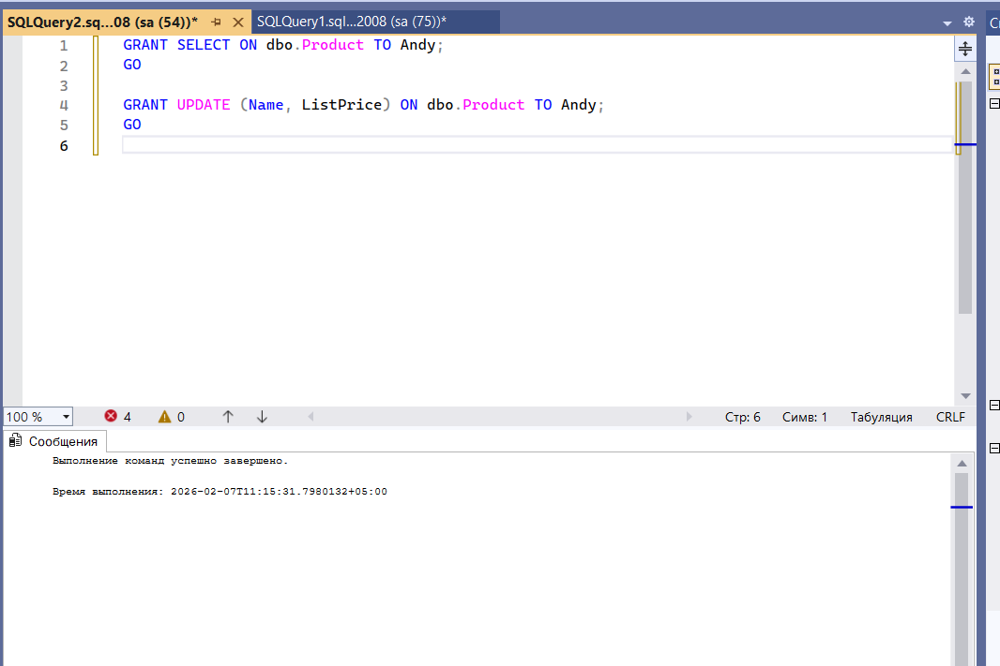 SQLQuery2.sq...08 (sa (54))*
SQLQuery1.sql...2008 (sa (75))*
1 GRANT SELECT ON dbo.Product TO Andy;
2 GO
3
4 GRANT UPDATE (Name, ListPrice) ON dbo.Product TO Andy;
5 GO
6
100 %
4
0
Стр: 6
Симв: 1
Табуляция
CRLF
Сообщения
Выполнение команд успешно завершено.
Время выполнения: 2026-02-07T11:15:31.7980132+05:00